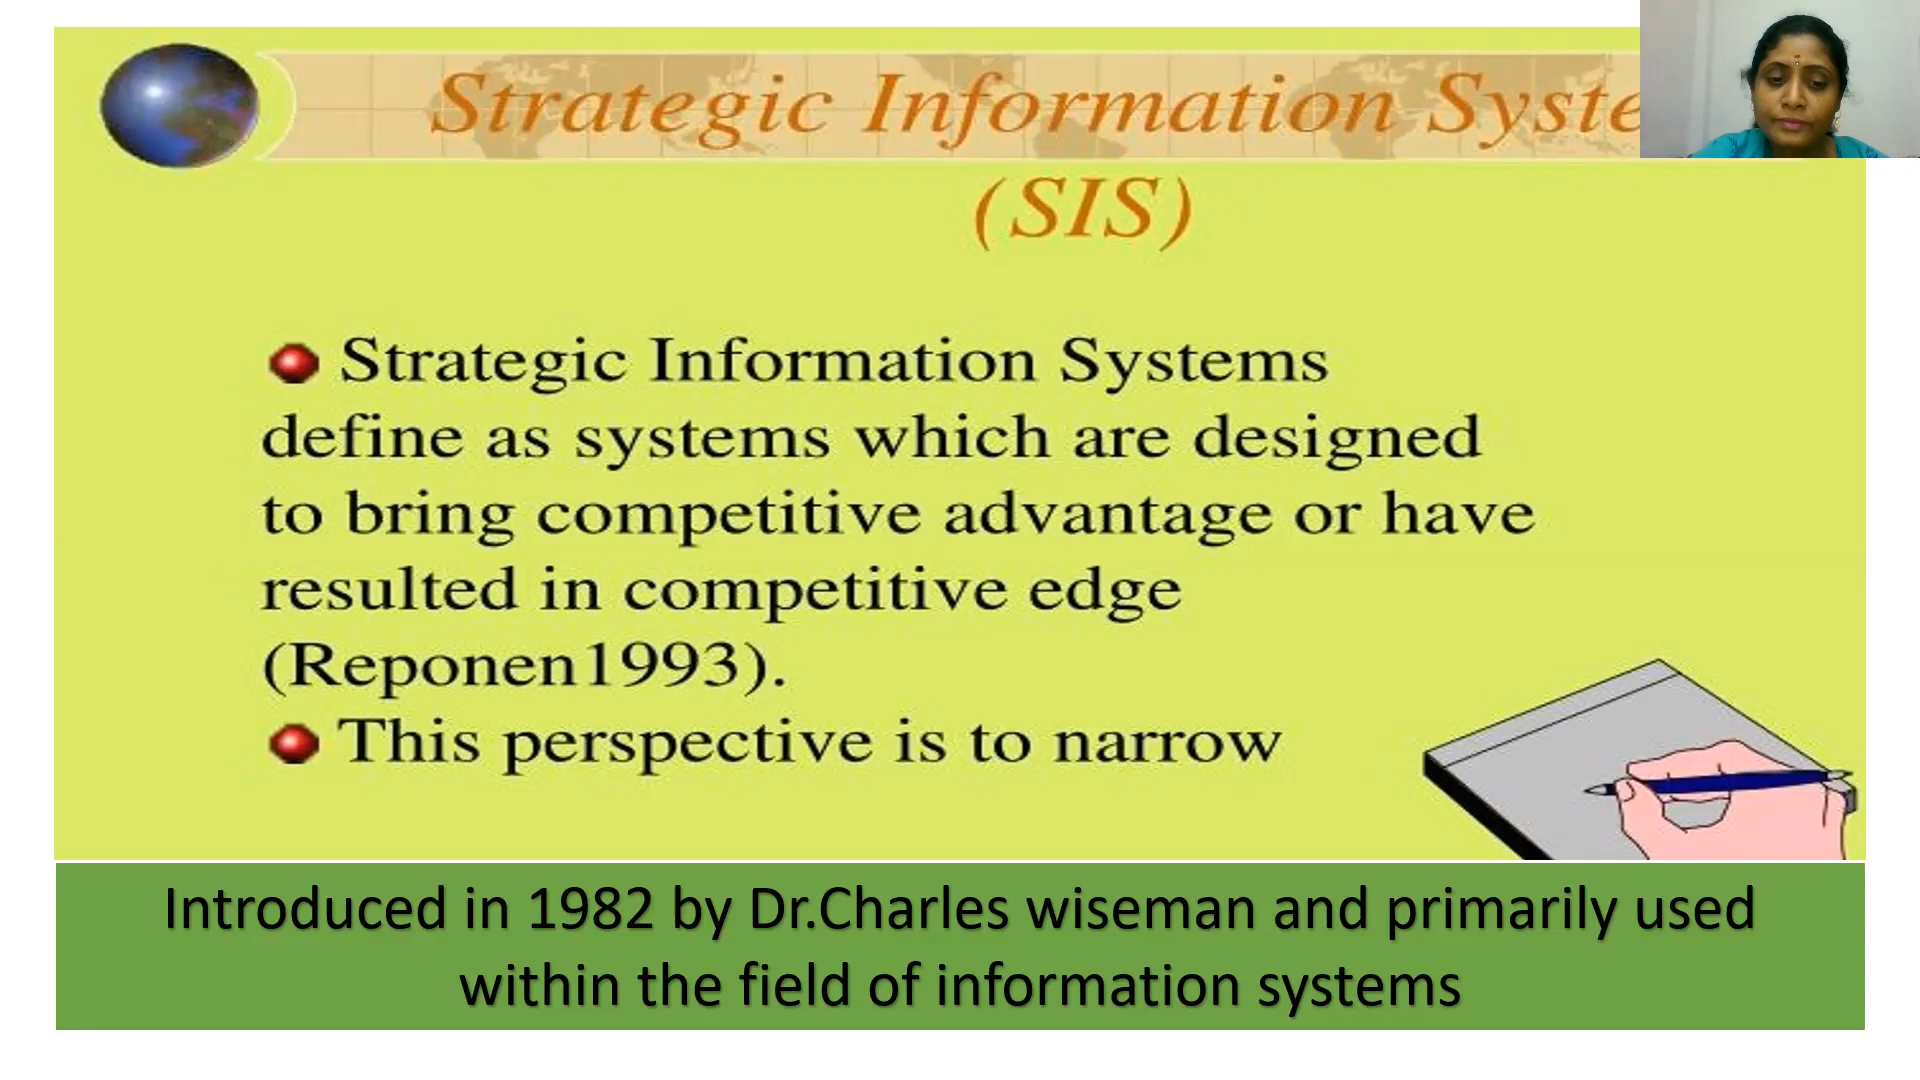 Strategic Information Syste
(SIS)
Strategic Information Systems
define as systems which are designed
to bring competitive advantage or have
resulted in competitive edge
(Reponen1993).
This perspective is to narrow
Introduced in 1982 by Dr.Charles wiseman and primarily used
within the field of information systems